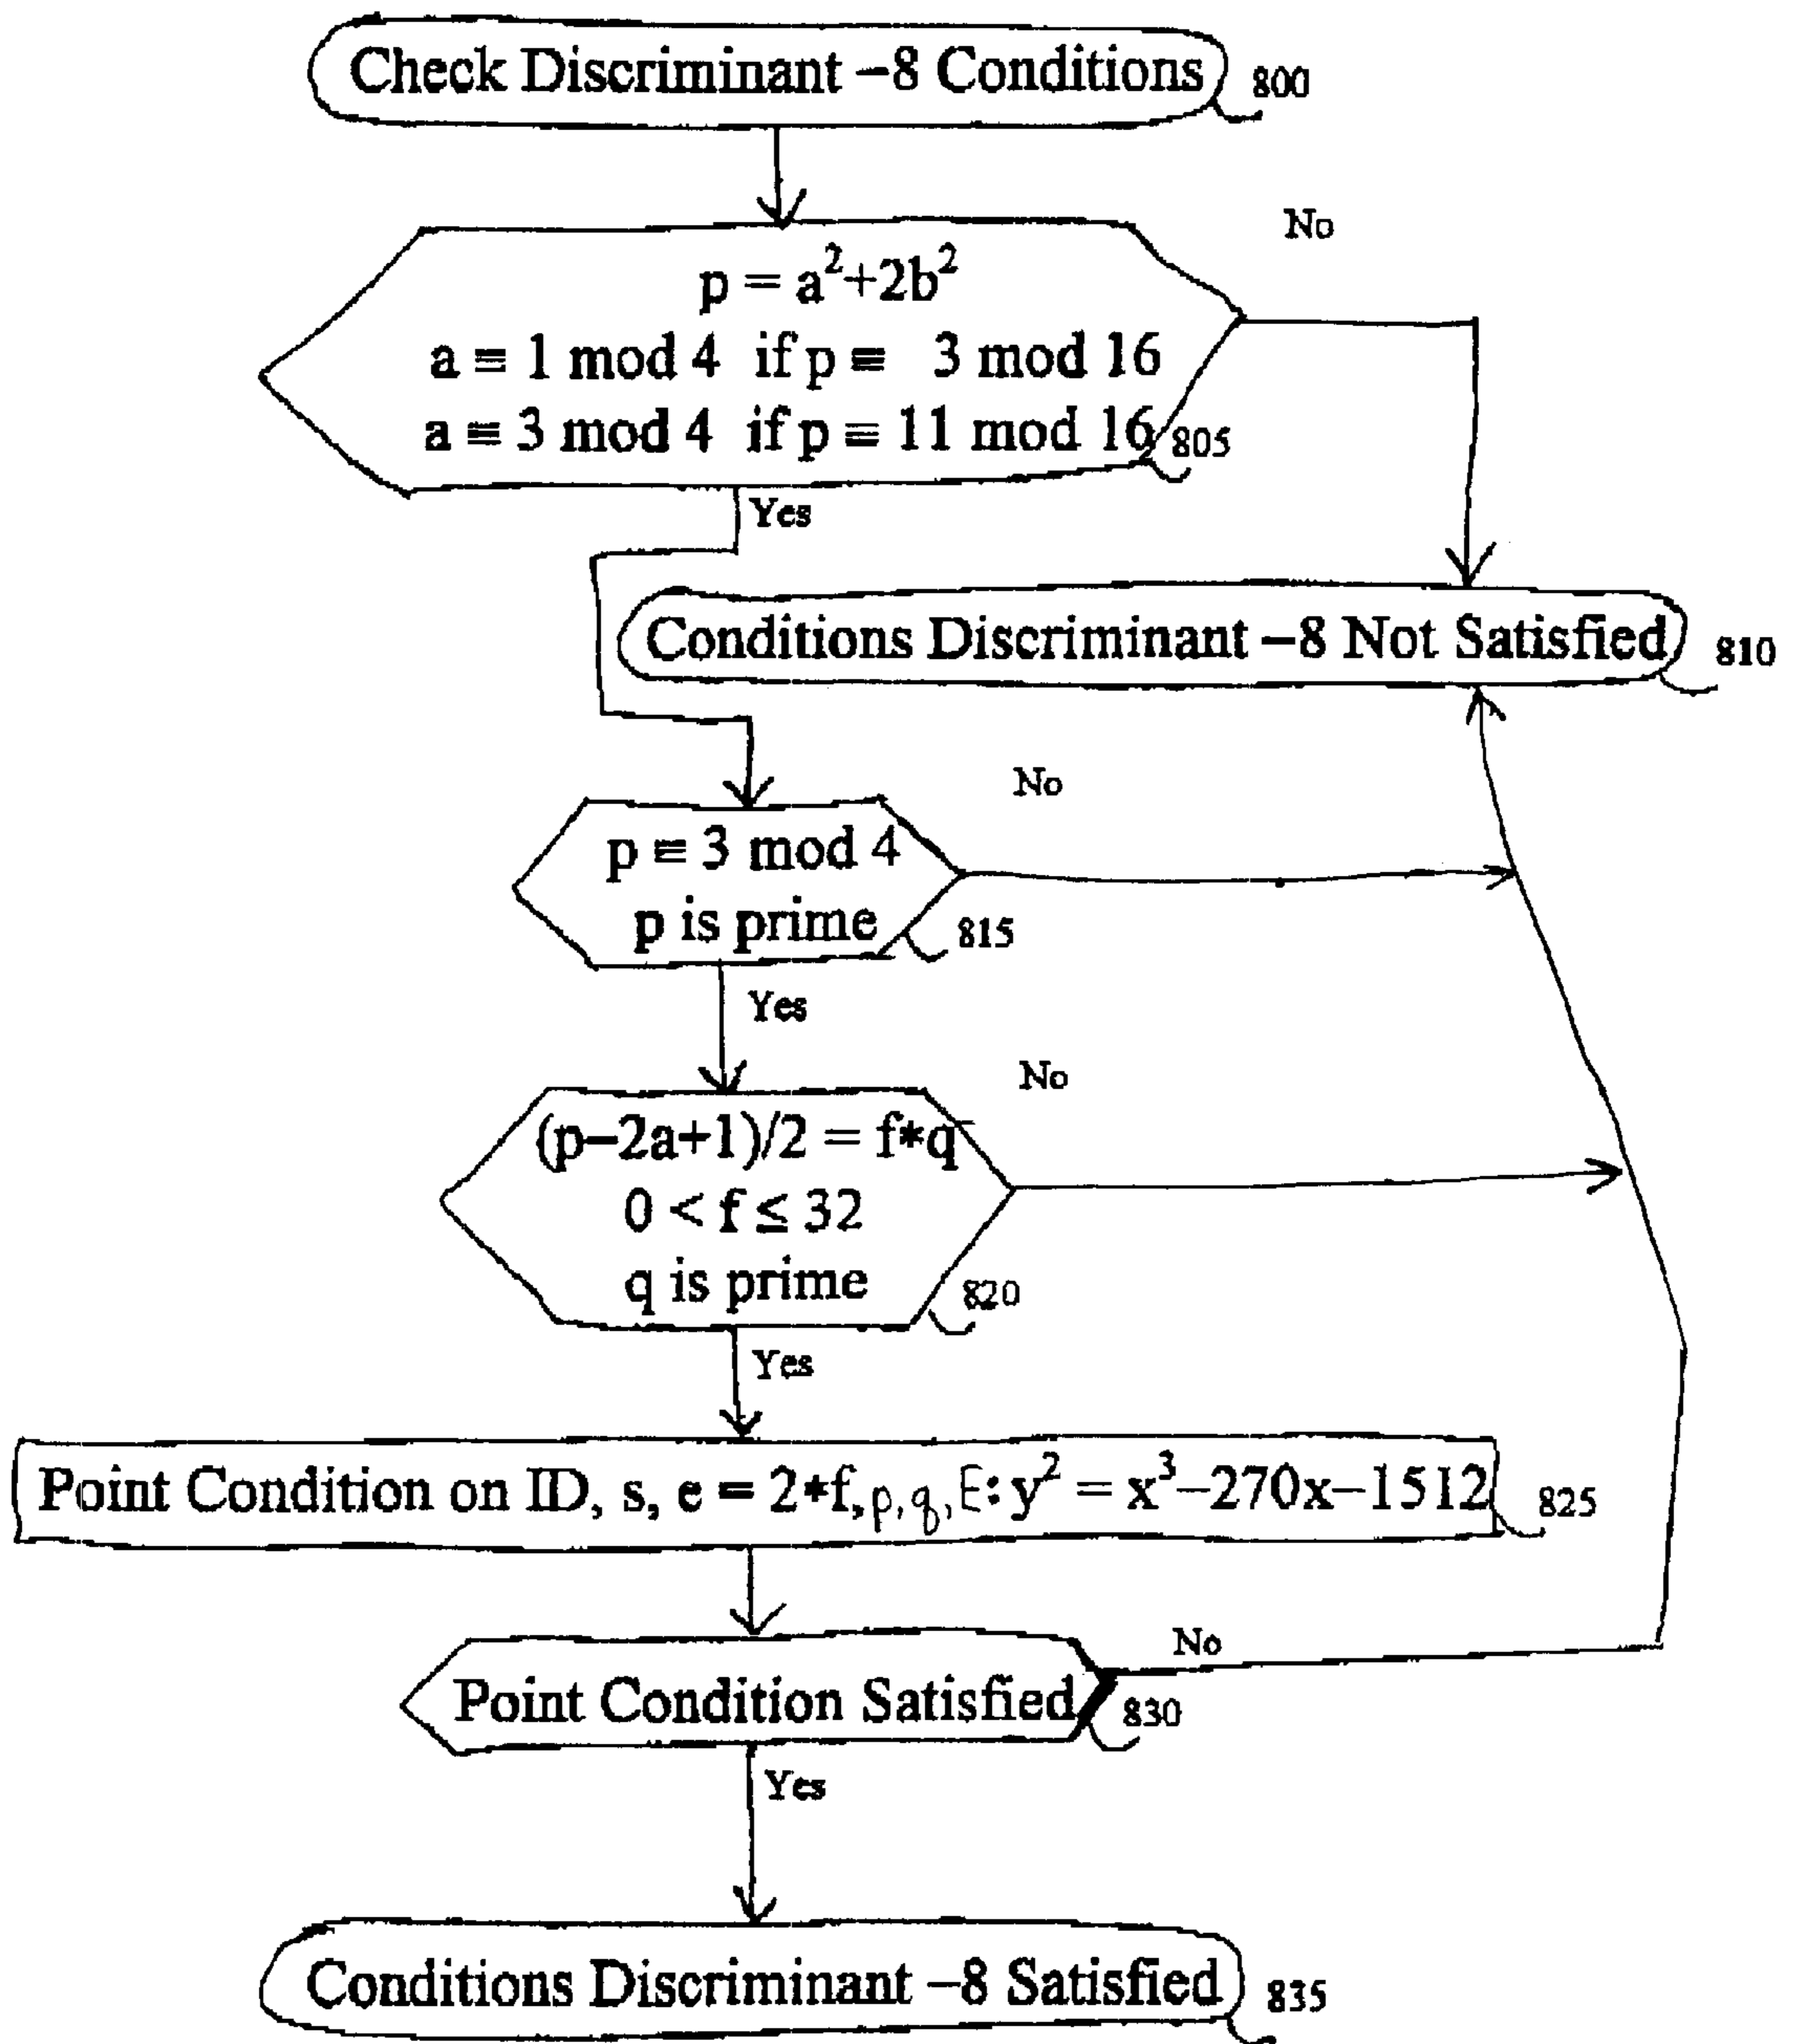 Check Discriminant –8 Conditions
800
No
p = a²+2b²
a ≡ 1 mod 4 if p ≡ 3 mod 16
a ≡ 3 mod 4 if p ≡ 11 mod 16
805
Yes
Conditions Discriminant –8 Not Satisfied
810
No
p ≡ 3 mod 4
p is prime
815
Yes
No
(p–2a+1)/2 = f*q
0 < f ≤ 32
q is prime
820
Yes
Point Condition on ID, s, e = 2*f, p, q, E: y² = x³–270x–1512
825
No
Point Condition Satisfied
830
Yes
Conditions Discriminant –8 Satisfied
835